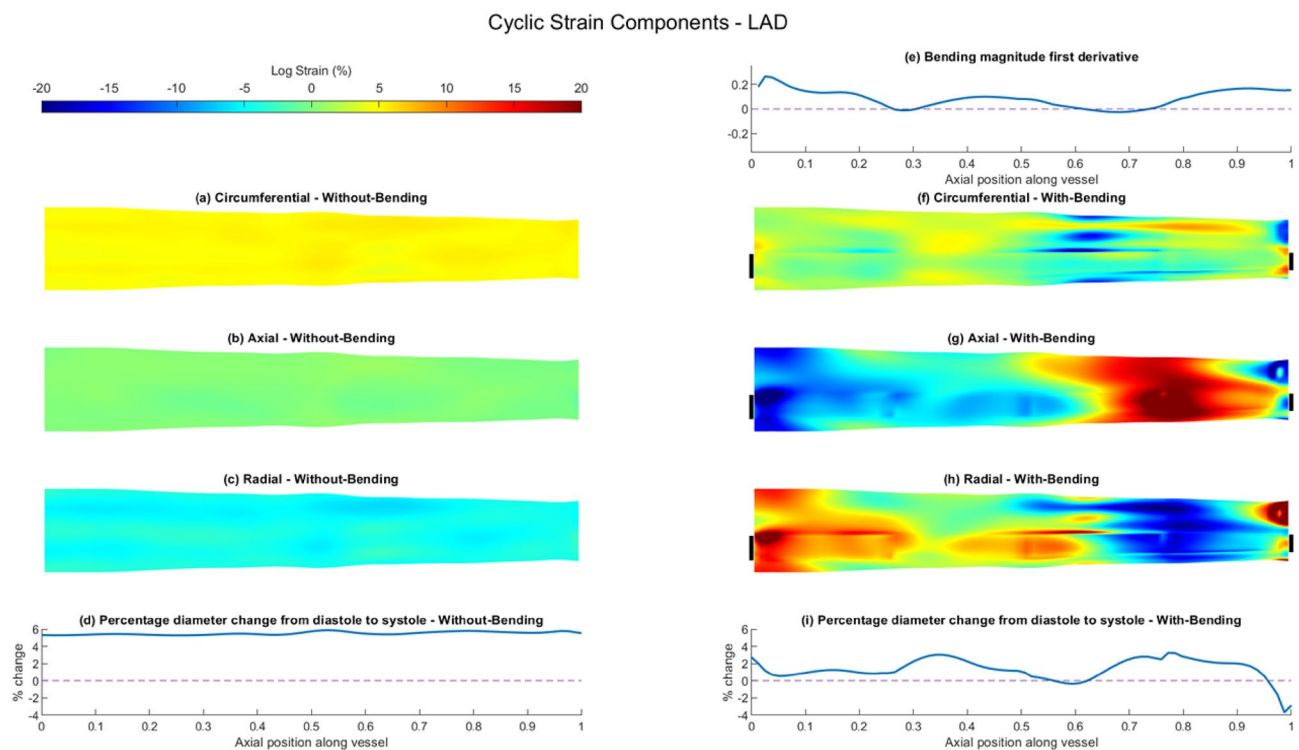 Cyclic Strain Components - LAD
Log Strain (%)
-20 -15 -10 -5 0 5 10 15 20
(a) Circumferential - Without-Bending
(b) Axial - Without-Bending
(c) Radial - Without-Bending
(d) Percentage diameter change from diastole to systole - Without-Bending
% change
6
4
2
0
-2
-4
0 0.1 0.2 0.3 0.4 0.5 0.6 0.7 0.8 0.9 1
Axial position along vessel
(e) Bending magnitude first derivative
0.2
0
-0.2
0 0.1 0.2 0.3 0.4 0.5 0.6 0.7 0.8 0.9 1
Axial position along vessel
(f) Circumferential - With-Bending
(g) Axial - With-Bending
(h) Radial - With-Bending
(i) Percentage diameter change from diastole to systole - With-Bending
% change
6
4
2
0
-2
-4
0 0.1 0.2 0.3 0.4 0.5 0.6 0.7 0.8 0.9 1
Axial position along vessel